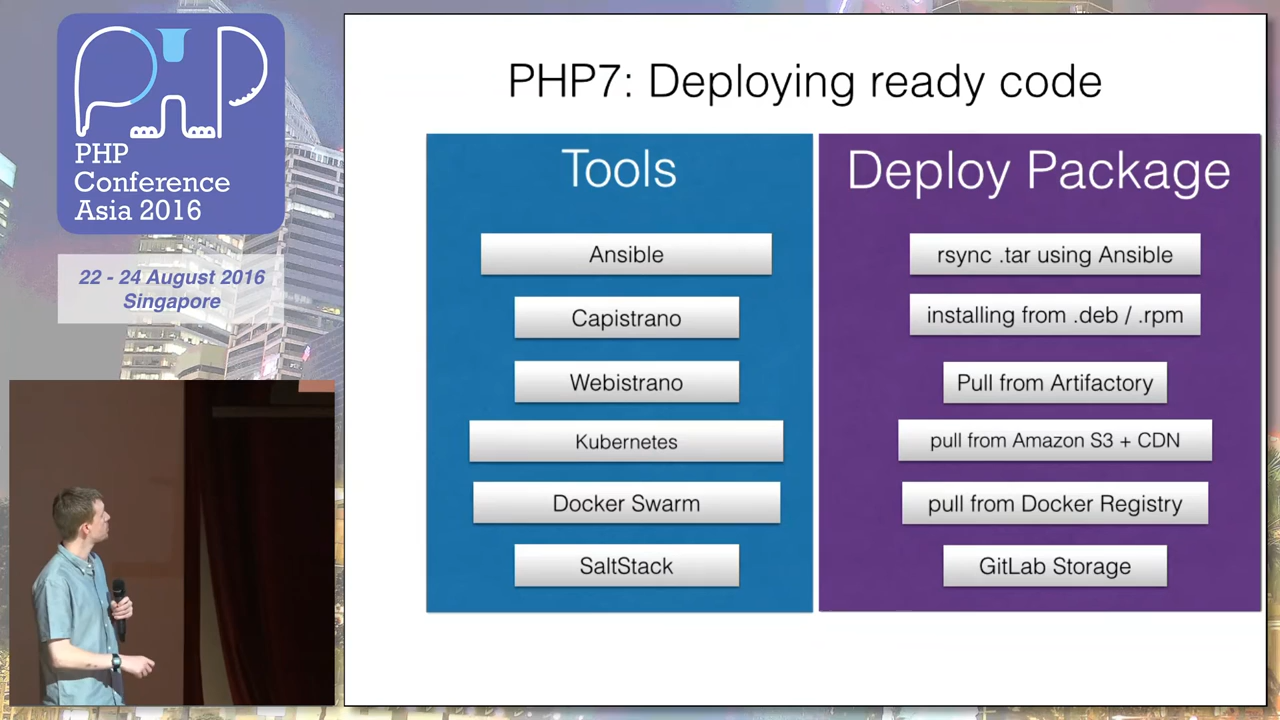 PHP
Conference
Asia 2016
22 - 24 August 2016
Singapore
PHP7: Deploying ready code
Tools
Ansible
Capistrano
Webistrano
Kubernetes
Docker Swarm
SaltStack
Deploy Package
rsync .tar using Ansible
installing from .deb / .rpm
Pull from Artifactory
pull from Amazon S3 + CDN
pull from Docker Registry
GitLab Storage